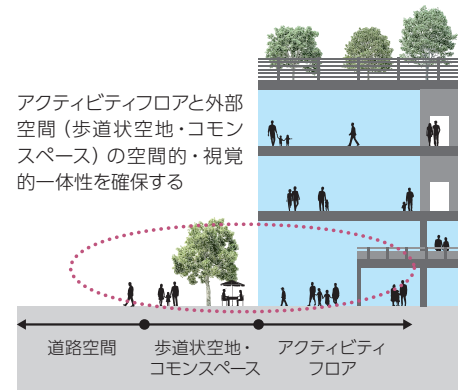 アクティビティフロアと外部
空間（歩道状空地・コモン
スペース）の空間的・視覚
的一体性を確保する
道路空間
歩道状空地・
コモンスペース
アクティビティ
フロア